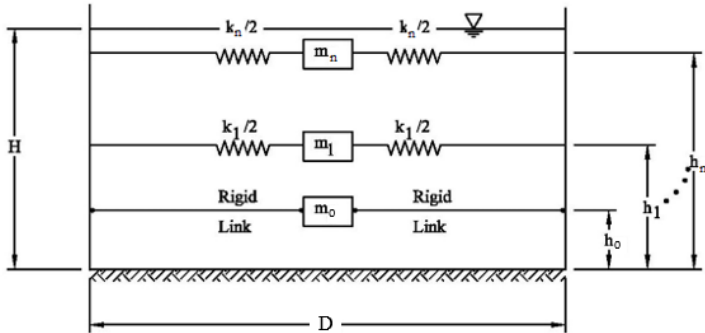 kₙ/2 kₙ/2
mₙ
k₁/2 k₁/2
H
m₁
hₙ
Rigid Rigid
m₀
h₁
Link Link
h₀
D